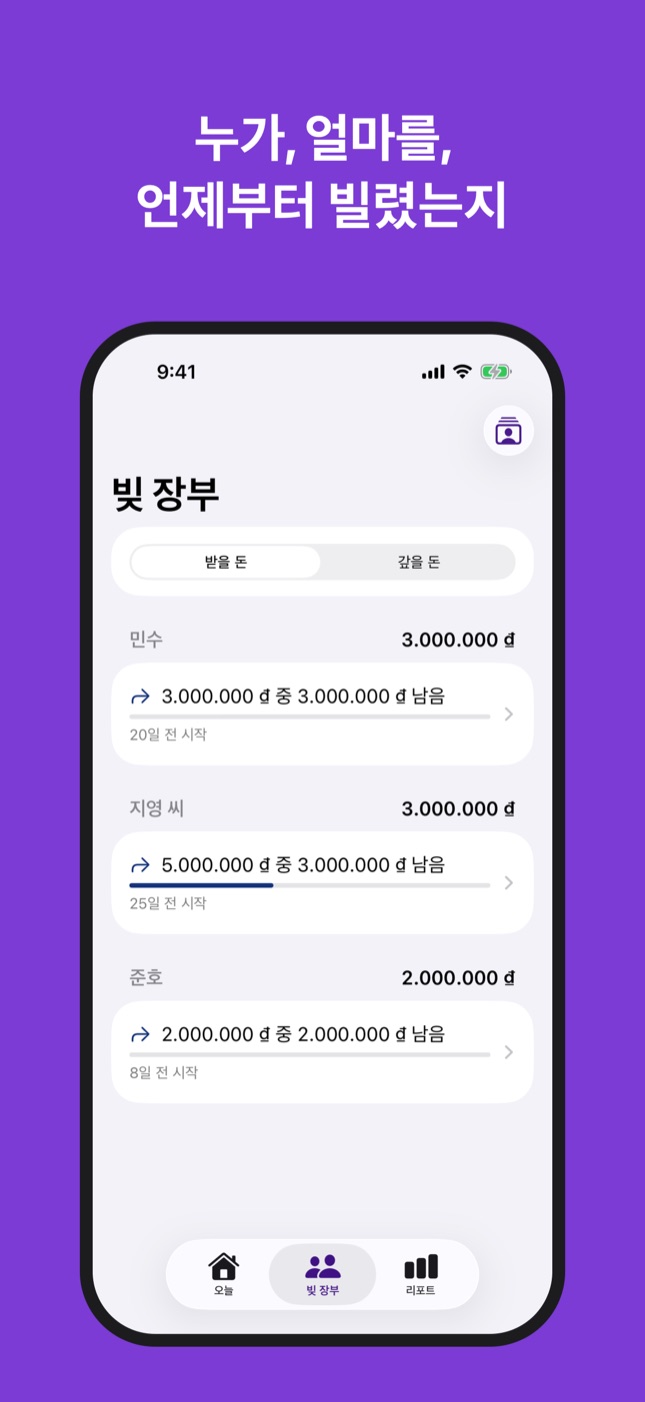 누가, 얼마를,
언제부터 빌렸는지
9:41
빚 장부
받을 돈
갚을 돈
민수 3.000.000 ₫
3.000.000 ₫ 중 3.000.000 ₫ 남음
20일 전 시작
지영 씨 3.000.000 ₫
5.000.000 ₫ 중 3.000.000 ₫ 남음
25일 전 시작
준호 2.000.000 ₫
2.000.000 ₫ 중 2.000.000 ₫ 남음
8일 전 시작
오늘
빚 장부
리포트